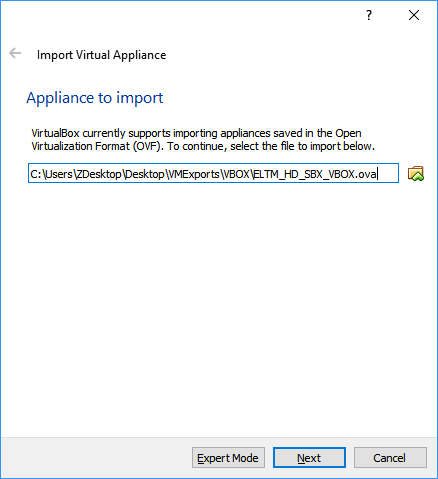 ?
Import Virtual Appliance
Appliance to import
VirtualBox currently supports importing appliances saved in the Open
Virtualization Format (OVF). To continue, select the file to import below.
C:\Users\ZDesktop\Desktop\VMExports\VBOX\ELTM_HD_SBX_VBOX.ova
Expert Mode Next Cancel